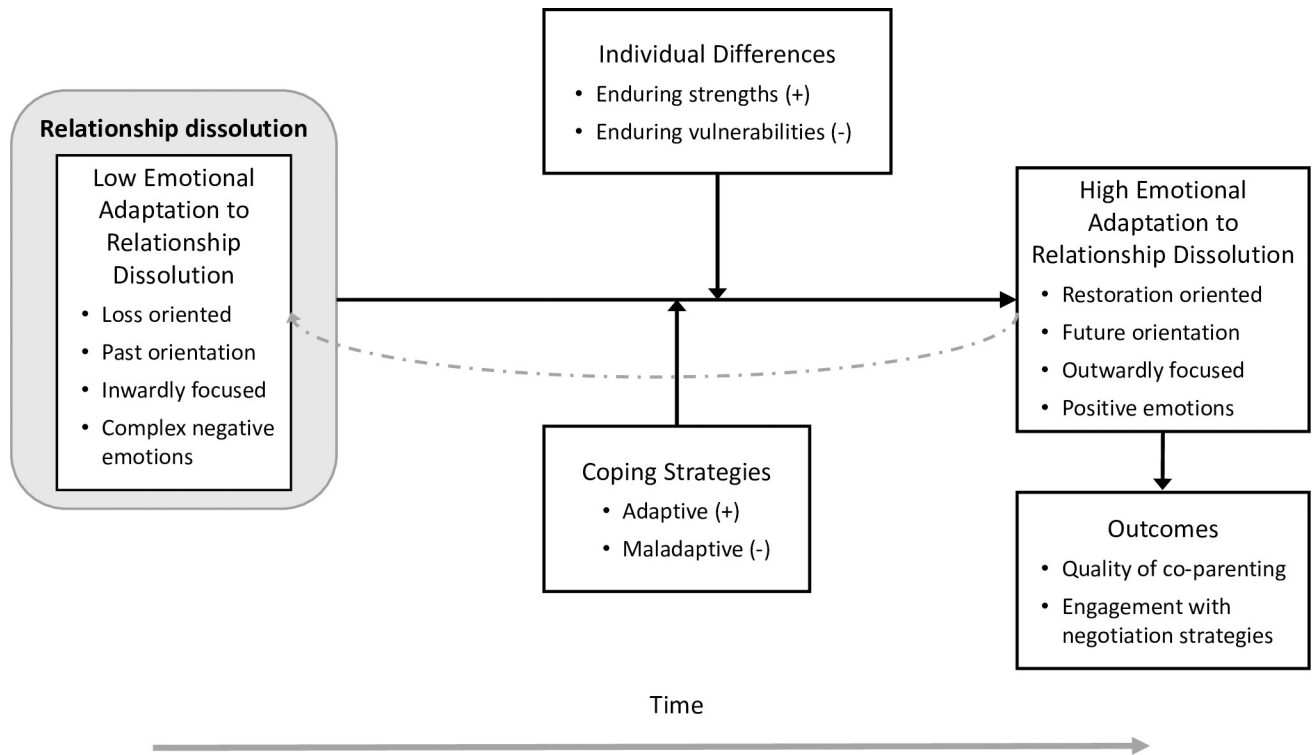 Individual Differences
• Enduring strengths (+)
• Enduring vulnerabilities (-)
Relationship dissolution
Low Emotional
Adaptation to
Relationship
Dissolution
• Loss oriented
• Past orientation
• Inwardly focused
• Complex negative
emotions
High Emotional
Adaptation to
Relationship Dissolution
• Restoration oriented
• Future orientation
• Outwardly focused
• Positive emotions
Coping Strategies
• Adaptive (+)
• Maladaptive (-)
Outcomes
• Quality of co-parenting
• Engagement with
negotiation strategies
Time